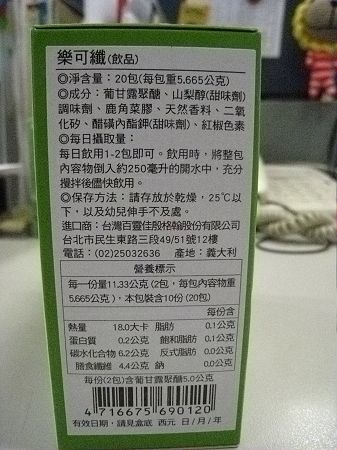 樂可纖(飲品)
◎淨含量：20包(每包重5.665公克)
◎成分：葡甘露聚醣、山梨醇(甜味劑)
調味劑、鹿角菜膠、天然香料、二氧
化矽、醋磺內酯鉀(甜味劑)、紅椒色素
◎每日攝取量：
每日飲用1-2包即可。飲用時，將整包
內容物倒入約250毫升的開水中，充分
攪拌後儘快飲用。
◎保存方法：請存放於乾燥，25℃以
下，以及幼兒伸手不及處。
進口商：台灣百靈佳殷格翰股份有限公司
台北市民生東路三段49/51號12樓
電話：(02)25032636 產地：義大利
營養標示
每一份量11.33公克(2包，每包內容物重
5.665公克)，本包裝含10份(20包)
每份含
熱量 18.0大卡 脂肪 0.1公克
蛋白質 0.2公克 飽和脂肪 0.1公克
碳水化合物 6.2公克 反式脂肪 0.0公克
膳食纖維 4.4公克 鈉 0.0公克
每份(2包)含葡甘露聚醣5.0公克
4 716675 690120
有效日期，請見盒底 西元 日/月/年